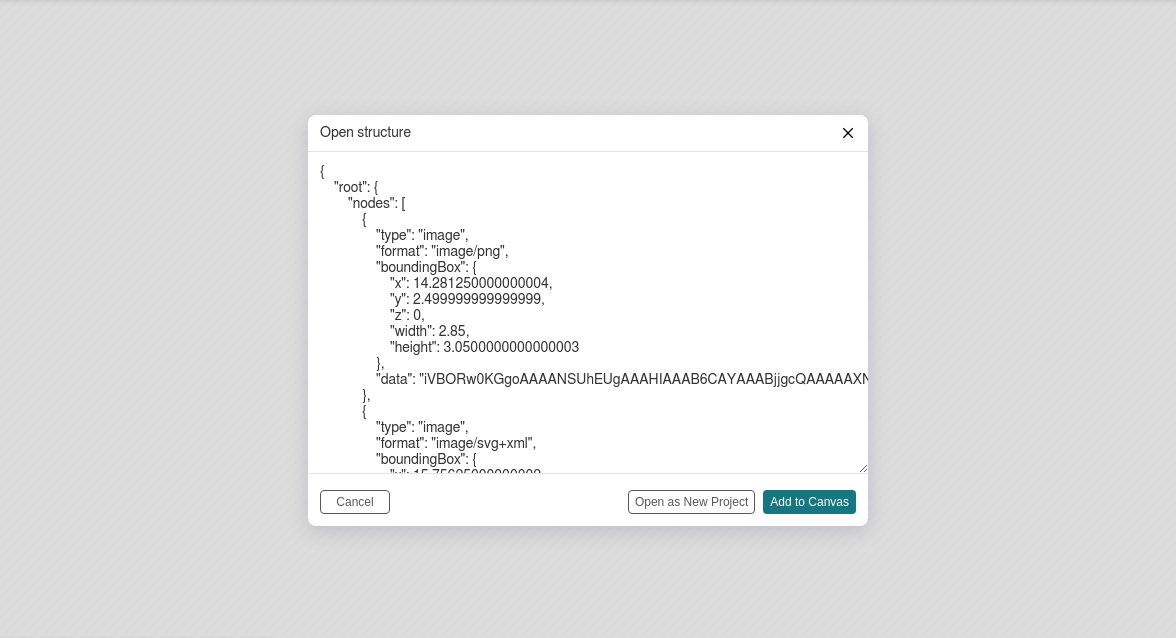 Open structure
{
"root": {
"nodes": [
{
"type": "image",
"format": "image/png",
"boundingBox": {
"x": 14.281250000000004,
"y": 2.499999999999999,
"z": 0,
"width": 2.85,
"height": 3.0500000000000003
},
"data": "iVBORw0KGgoAAAANSUhEUgAAAHIAAAB6CAYAAABjjgcQAAAAAXN
},
{
"type": "image",
"format": "image/svg+xml",
"boundingBox": {
Cancel
Open as New Project
Add to Canvas